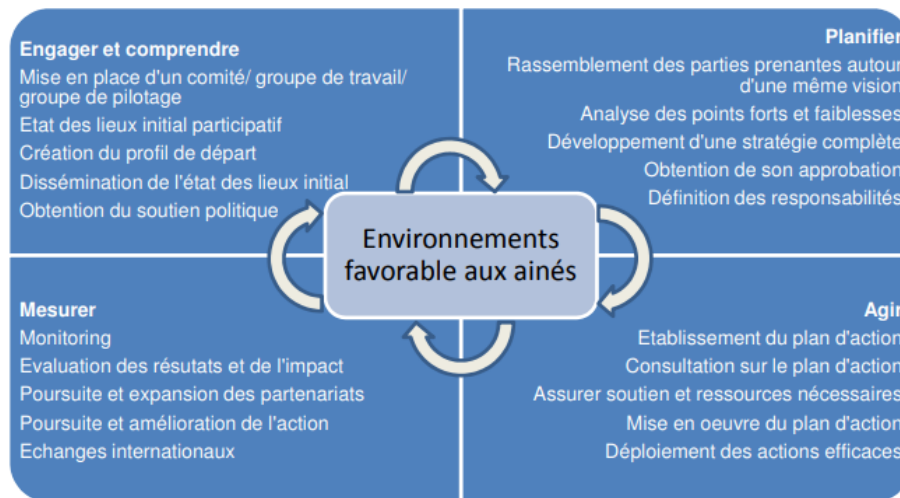 Engager et comprendre
Mise en place d'un comité/ groupe de travail/
groupe de pilotage
Etat des lieux initial participatif
Création du profil de départ
Dissémination de l'état des lieux initial
Obtention du soutien politique
Planifier
Rassemblement des parties prenantes autour
d'une même vision
Analyse des points forts et faiblesses
Développement d'une stratégie complète
Obtention de son approbation
Définition des responsabilités
Environnements
favorable aux ainés
Mesurer
Monitoring
Evaluation des résutats et de l'impact
Poursuite et expansion des partenariats
Poursuite et amélioration de l'action
Echanges internationaux
Agir
Etablissement du plan d'action
Consultation sur le plan d'action
Assurer soutien et ressources nécessaires
Mise en oeuvre du plan d'action
Déploiement des actions efficaces